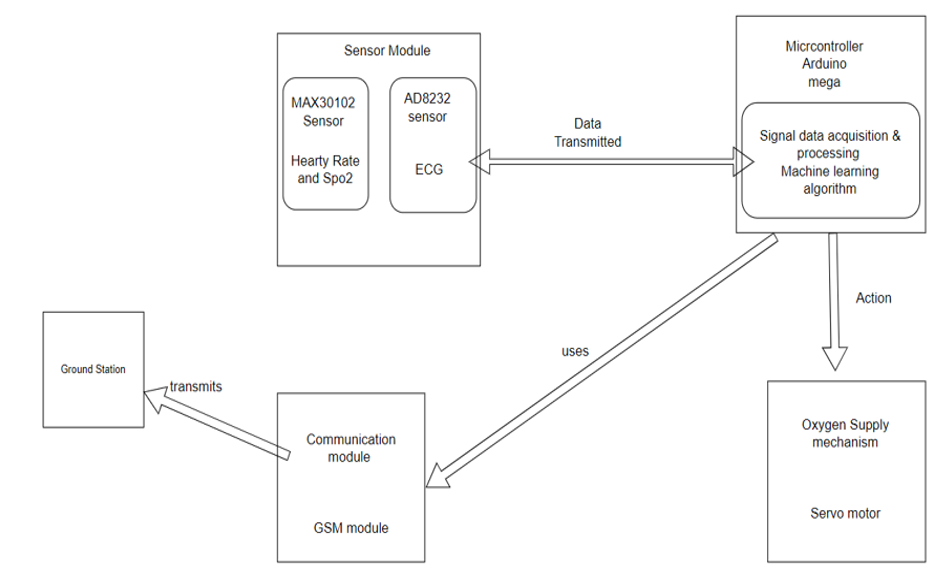 Sensor Module
MAX30102
Sensor
Hearty Rate
and Spo2
AD8232
sensor
ECG
Data
Transmitted
Micrcontroller
Arduino
mega
Signal data acquisition &
processing
Machine learning
algorithm
Action
uses
Ground Station
transmits
Communication
module
GSM module
Oxygen Supply
mechanism
Servo motor